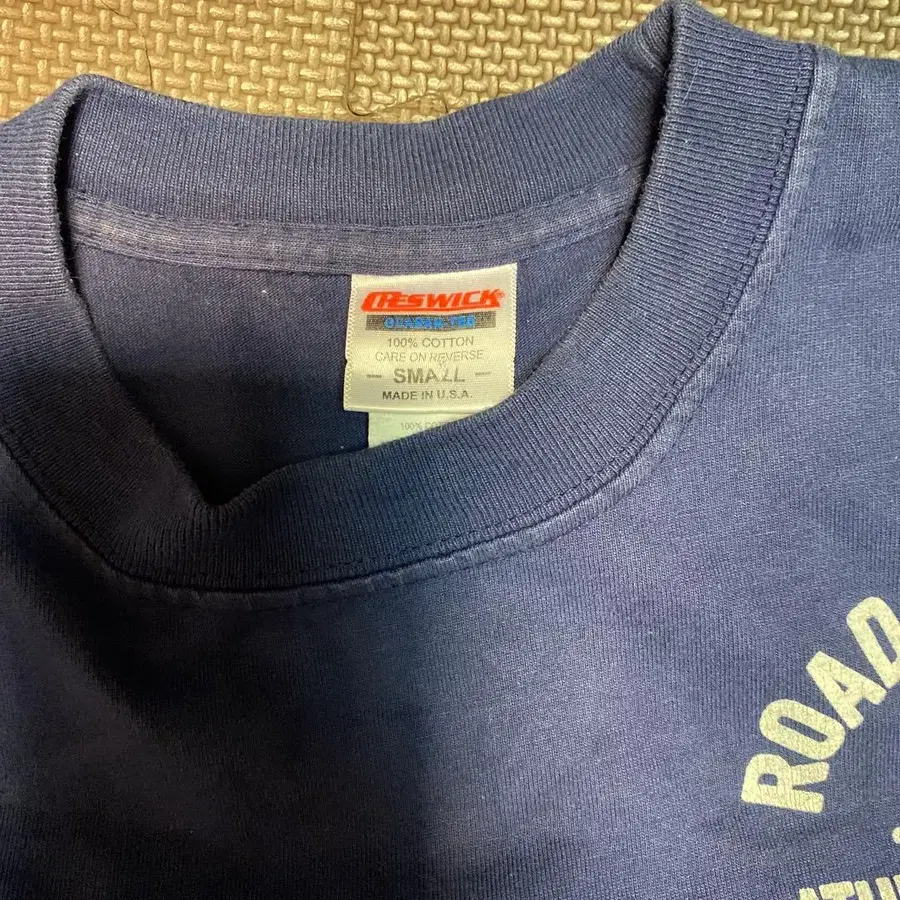 CRESWICK
100% COTTON
CARE ON REVERSE
SMALL
MADE IN U.S.A.
ROAD